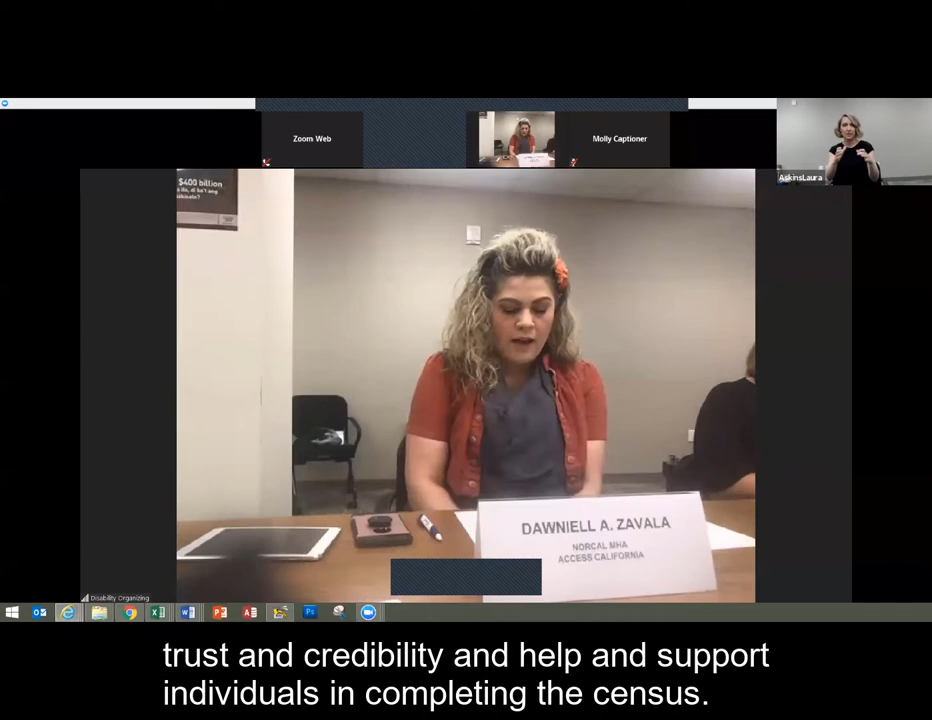 Zoom Web
Molly Captioner
AskinsLaura
$400 billion
DAWNIELL A. ZAVALA
NORCAL MHA
ACCESS CALIFORNIA
Disability Organizing
trust and credibility and help and support
individuals in completing the census.